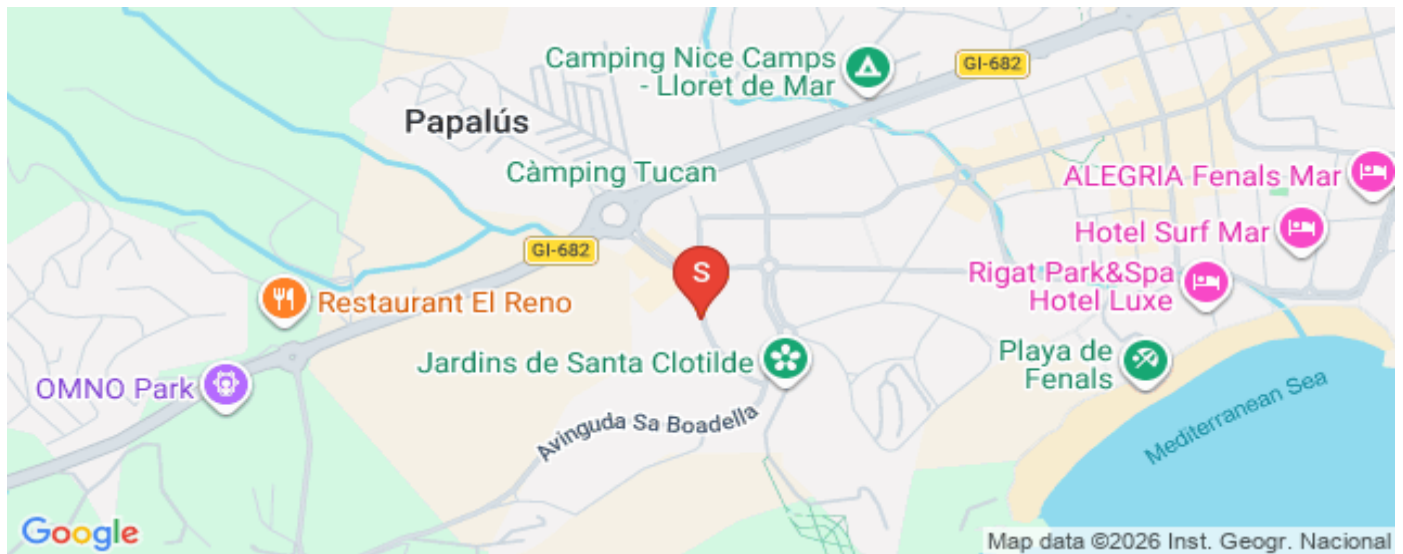 Camping Nice Camps
- Lloret de Mar
GI-682
Papalús
Càmping Tucan
ALEGRIA Fenals Mar
Hotel Surf Mar
GI-682
S
Rigat Park&Spa
Hotel Luxe
Restaurant El Reno
Jardins de Santa Clotilde
Playa de
Fenals
OMNO Park
Avinguda Sa Boadella
Mediterranean Sea
Google
Map data ©2026 Inst. Geogr. Nacional